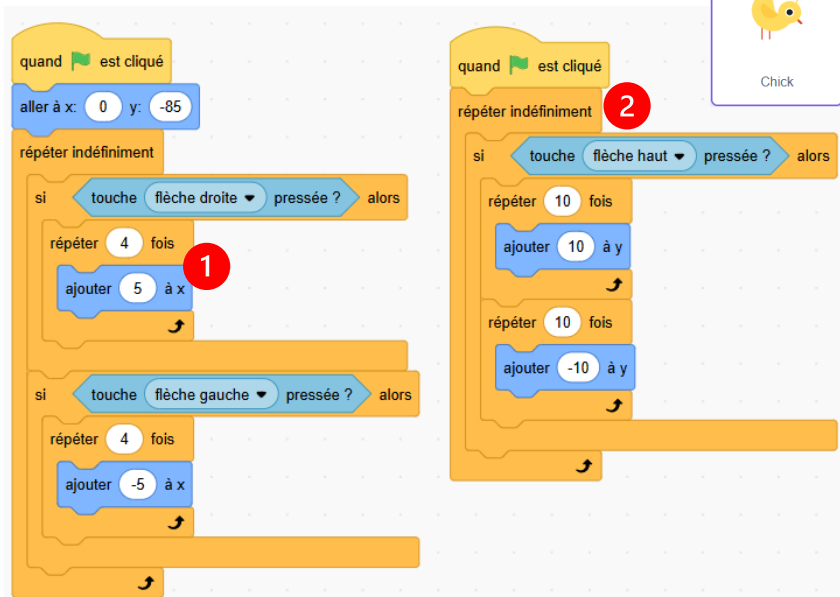 quand est cliqué
aller à x: 0 y: -85
répéter indéfiniment
si touche flèche droite pressée ? alors
répéter 4 fois
1
ajouter 5 à x
si touche flèche gauche pressée ? alors
répéter 4 fois
ajouter -5 à x
quand est cliqué
répéter indéfiniment
2
si touche flèche haut pressée ? alors
répéter 10 fois
ajouter 10 à y
répéter 10 fois
ajouter -10 à y
Chick